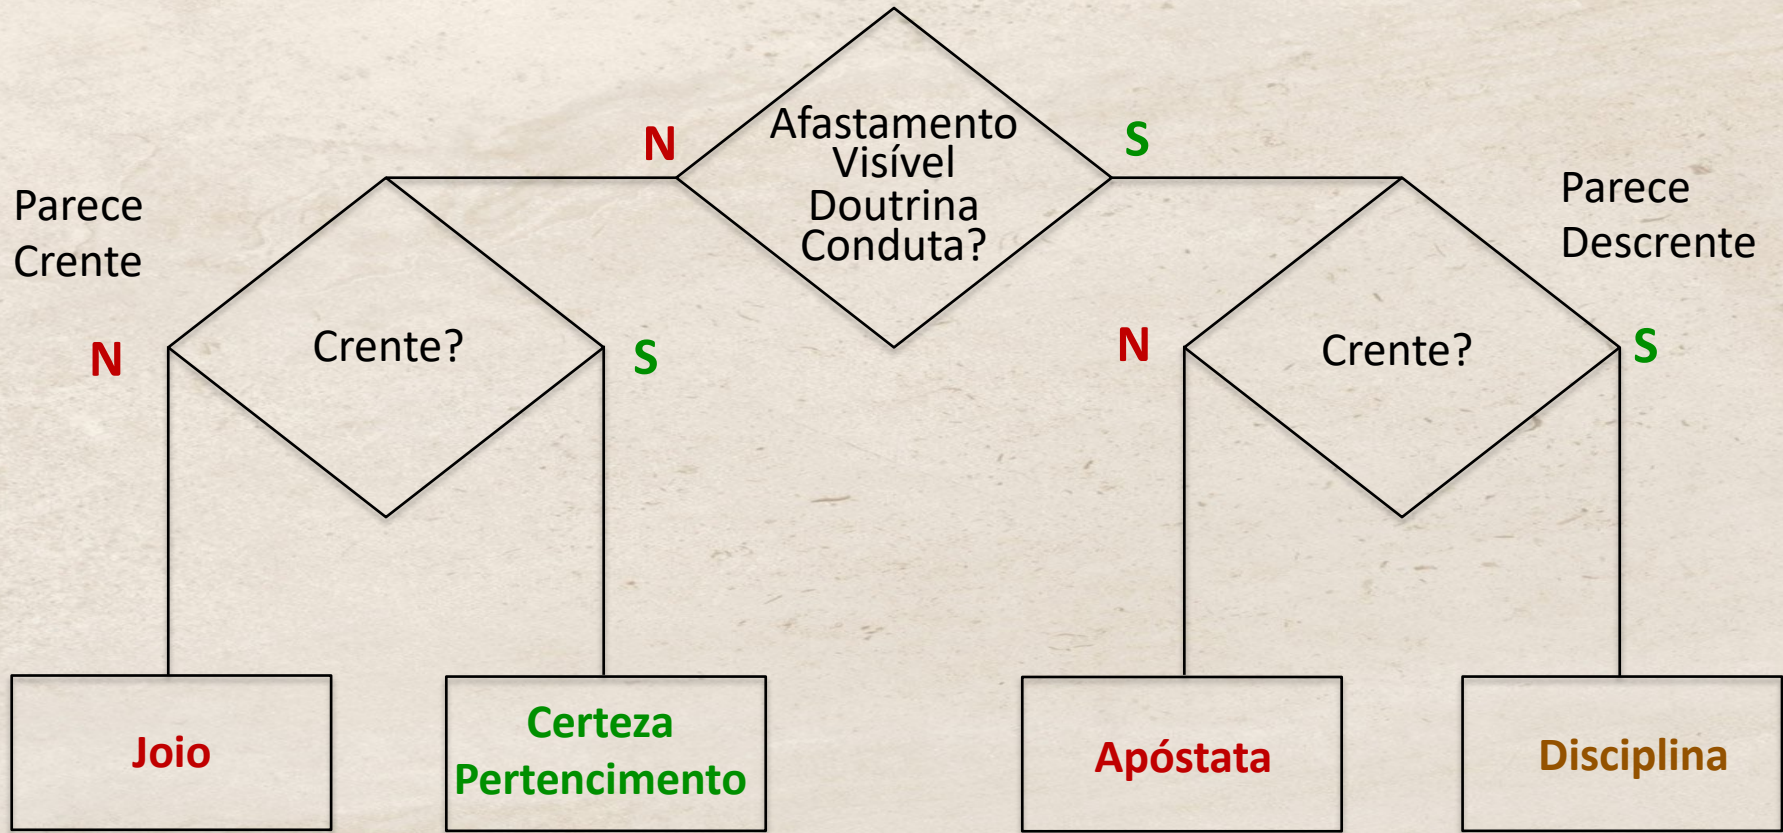 Afastamento
Visível
Doutrina
Conduta?
N
S
Parece
Crente
Parece
Descrente
Crente?
N
S
Crente?
N
S
Joio
Certeza
Pertencimento
Apóstata
Disciplina